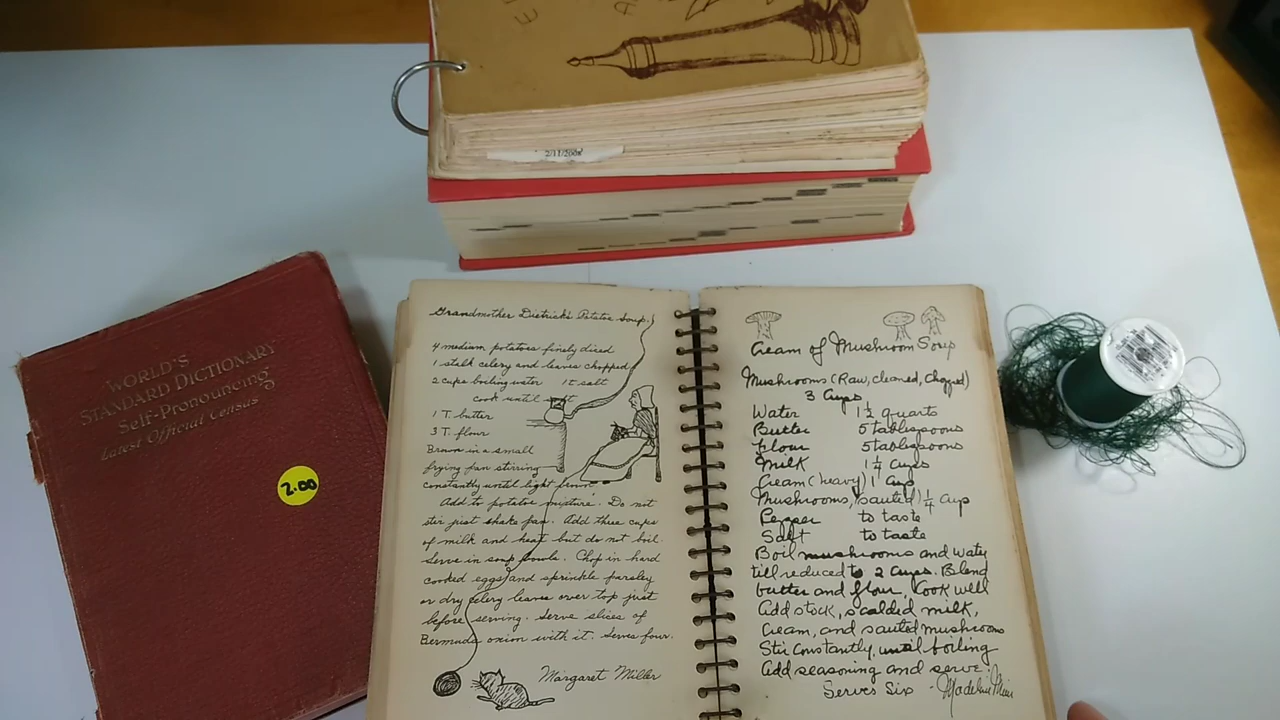 2/11/2008
WORLD'S
STANDARD DICTIONARY
Self-Pronouncing
Latest Official Census
2.00
Grandmother Dietrick's Potatoe Soup.
4 medium potatoes finely diced
1 stalk celery and leaves chopped
2 cups boiling water 1 t salt
cook until soft
1 T. butter
3 T. flour
Brown in a small
frying pan stirring
constantly until light brown
Add to potatoe mixture. Do not
stir just shake pan. Add three cups
of milk and heat but do not boil.
Serve in soup bowls. Chop in hard
cooked eggs and sprinkle parsley
or dry celery leaves over top just
before serving. Serve slices of
Bermuda onion with it. Serves four.
Margaret Miller
Cream of Mushroom Soup
Mushrooms (Raw, cleaned, Chopped)
3 Cups
Water 1 1/2 quarts
Butter 5 tablespoons
Flour 5 tablespoons
Milk 1 1/4 Cups
Cream (heavy) 1 Cup
Mushrooms, (sauted) 1/4 Cup
Pepper to taste
Salt to taste
Boil mushrooms and water
till reduced to 2 Cups. Blend
butter and flour, Cook well
Add stock, scalded milk,
Cream, and sauted mushrooms
Stir Constantly, until boiling
Add seasoning and serve.
Serves Six - Madeline